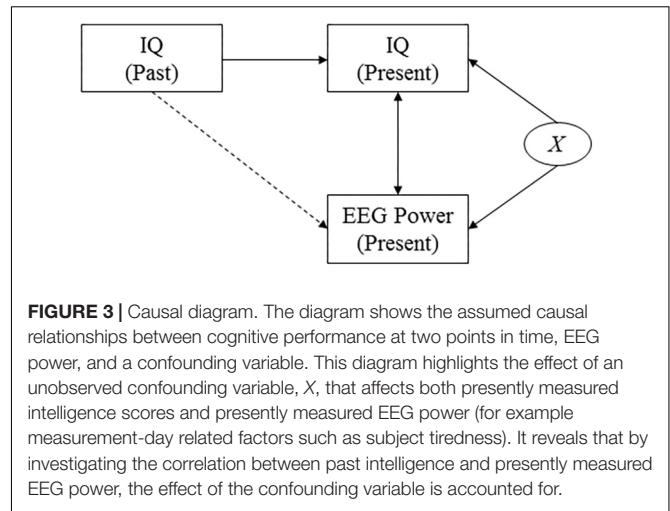 IQ
(Past)
IQ
(Present)
X
EEG Power
(Present)
FIGURE 3 | Causal diagram. The diagram shows the assumed causal
relationships between cognitive performance at two points in time, EEG
power, and a confounding variable. This diagram highlights the effect of an
unobserved confounding variable, X, that affects both presently measured
intelligence scores and presently measured EEG power (for example
measurement-day related factors such as subject tiredness). It reveals that by
investigating the correlation between past intelligence and presently measured
EEG power, the effect of the confounding variable is accounted for.